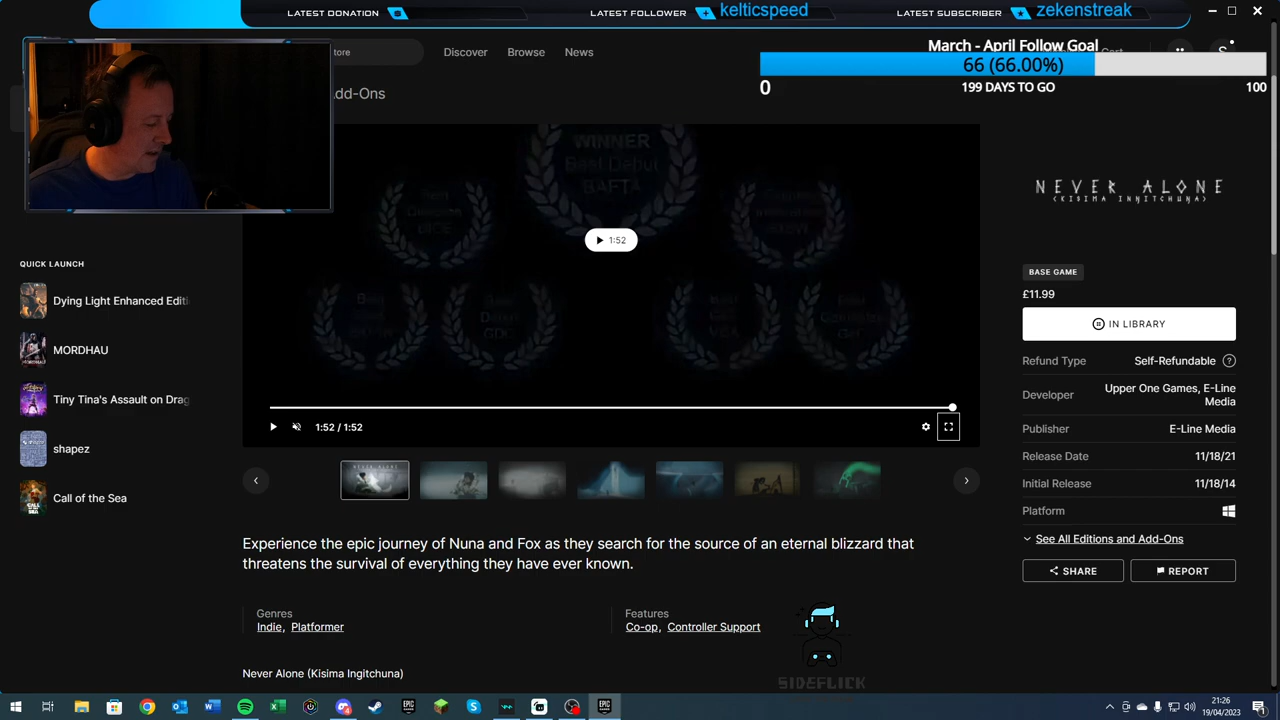 LATEST DONATION
LATEST FOLLOWER kelticspeed
LATEST SUBSCRIBER zekenstreak
tore
Discover
Browse
News
March - April Follow Goal
Cart
66 (66.00%)
0
199 DAYS TO GO
100
dd-Ons
WINNER
Best Debut
BAFTA
1:52
NEVER ALONE
(KISIMA INGITCHUNA)
QUICK LAUNCH
Dying Light Enhanced Editi
MORDHAU
Tiny Tina's Assault on Drag
shapez
Call of the Sea
1:52 / 1:52
BASE GAME
£11.99
IN LIBRARY
Refund Type Self-Refundable
Developer Upper One Games, E-Line
Media
Publisher E-Line Media
Release Date 11/18/21
Initial Release 11/18/14
Platform
See All Editions and Add-Ons
SHARE
REPORT
Experience the epic journey of Nuna and Fox as they search for the source of an eternal blizzard that
threatens the survival of everything they have ever known.
Genres
Indie, Platformer
Features
Co-op, Controller Support
Never Alone (Kisima Ingitchuna)
SIDEFLICK
21:26
19/04/2023